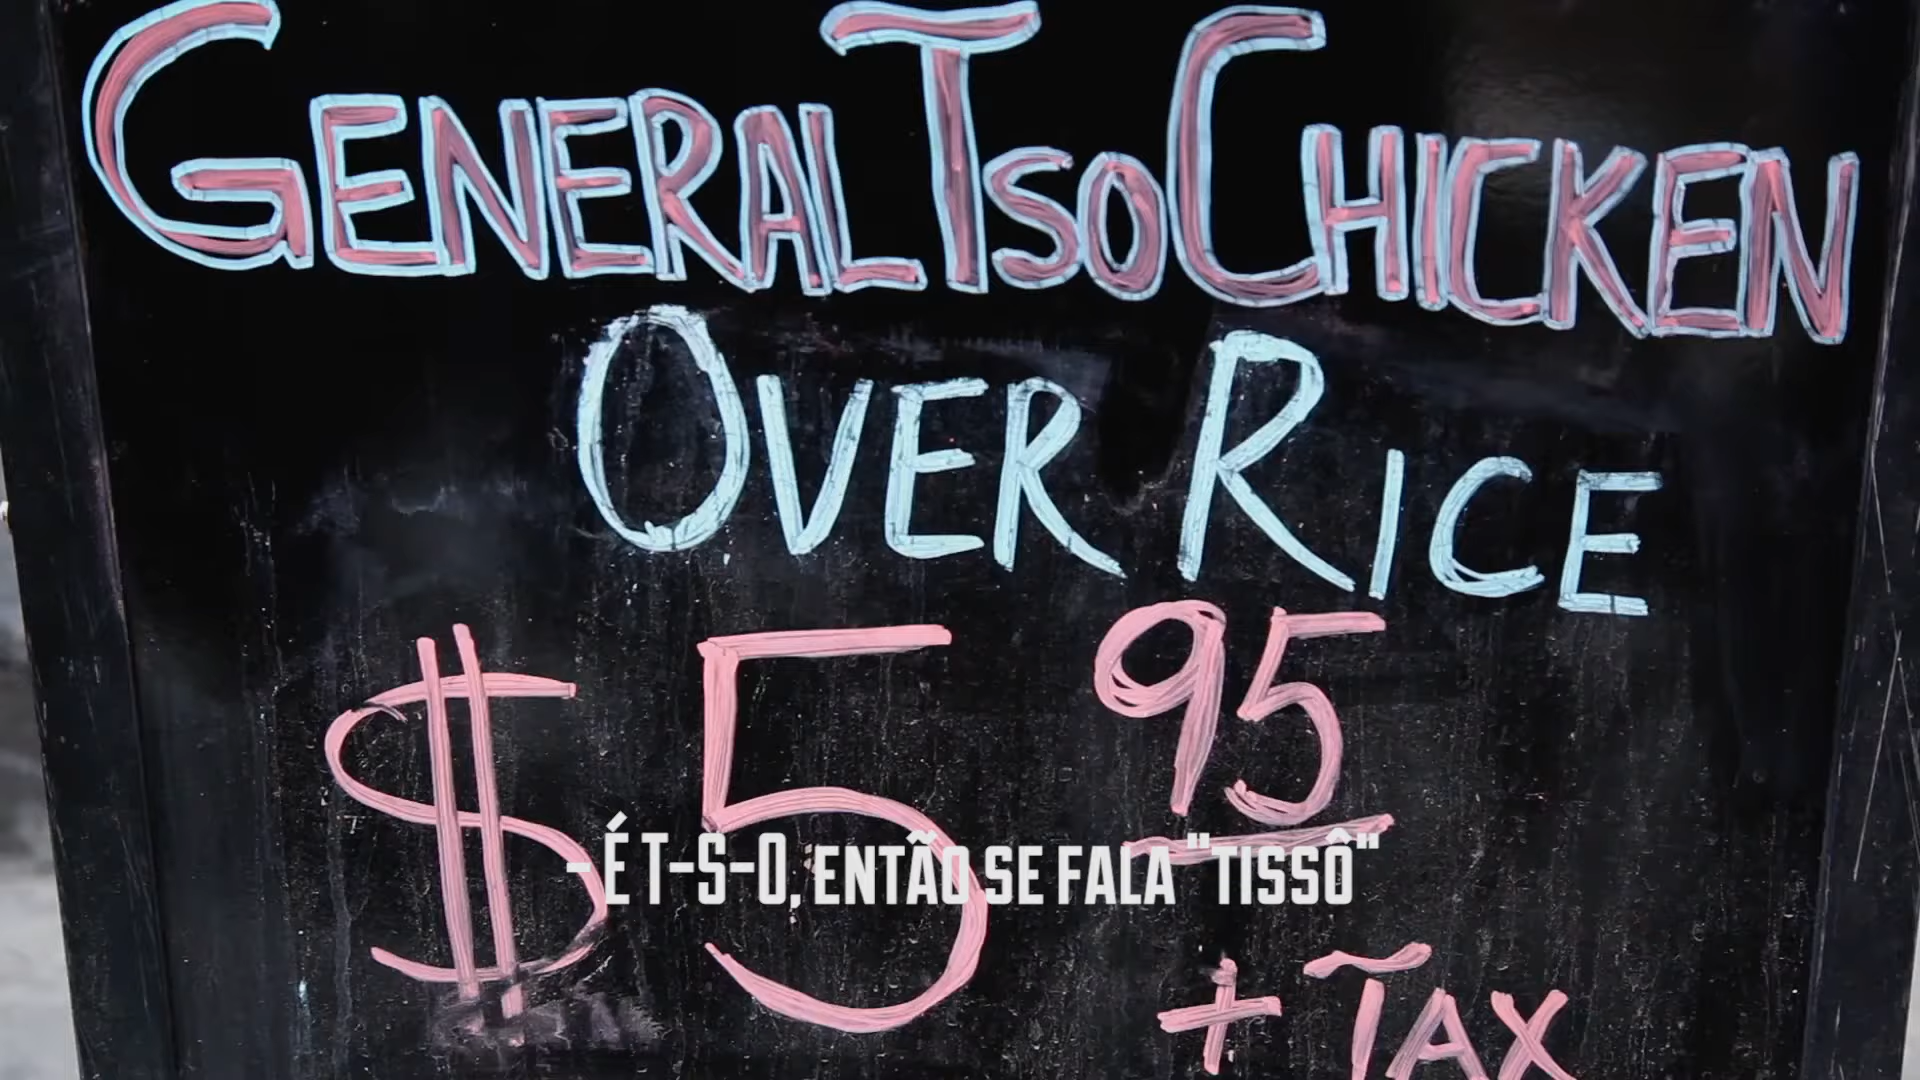 GENERAL TSO CHICKEN
OVER RICE
$5 95
- É T-S-O, ENTÃO SE FALA "TISSÔ"
+ TAX